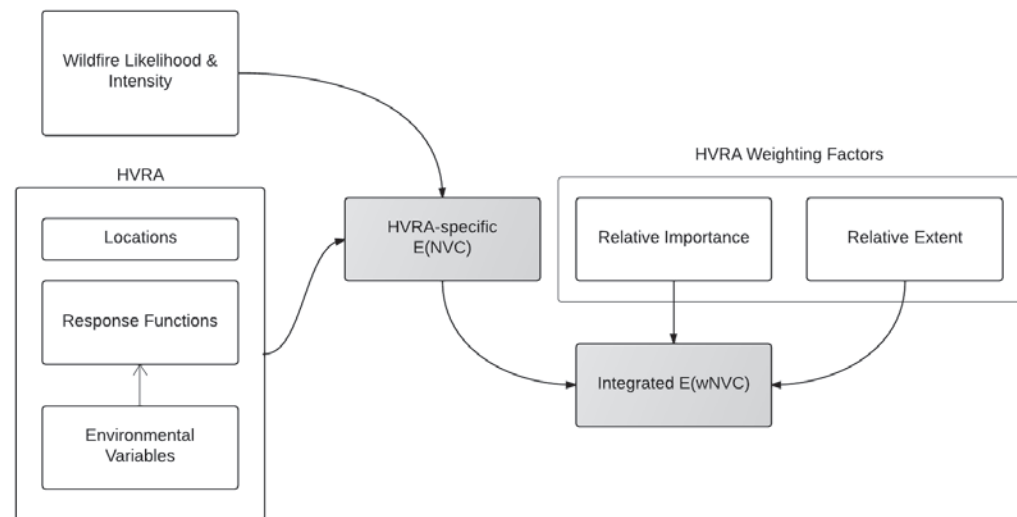 Wildfire Likelihood &
Intensity
HVRA
Locations
Response Functions
Environmental
Variables
HVRA-specific
E(NVC)
HVRA Weighting Factors
Relative Importance
Relative Extent
Integrated E(wNVC)